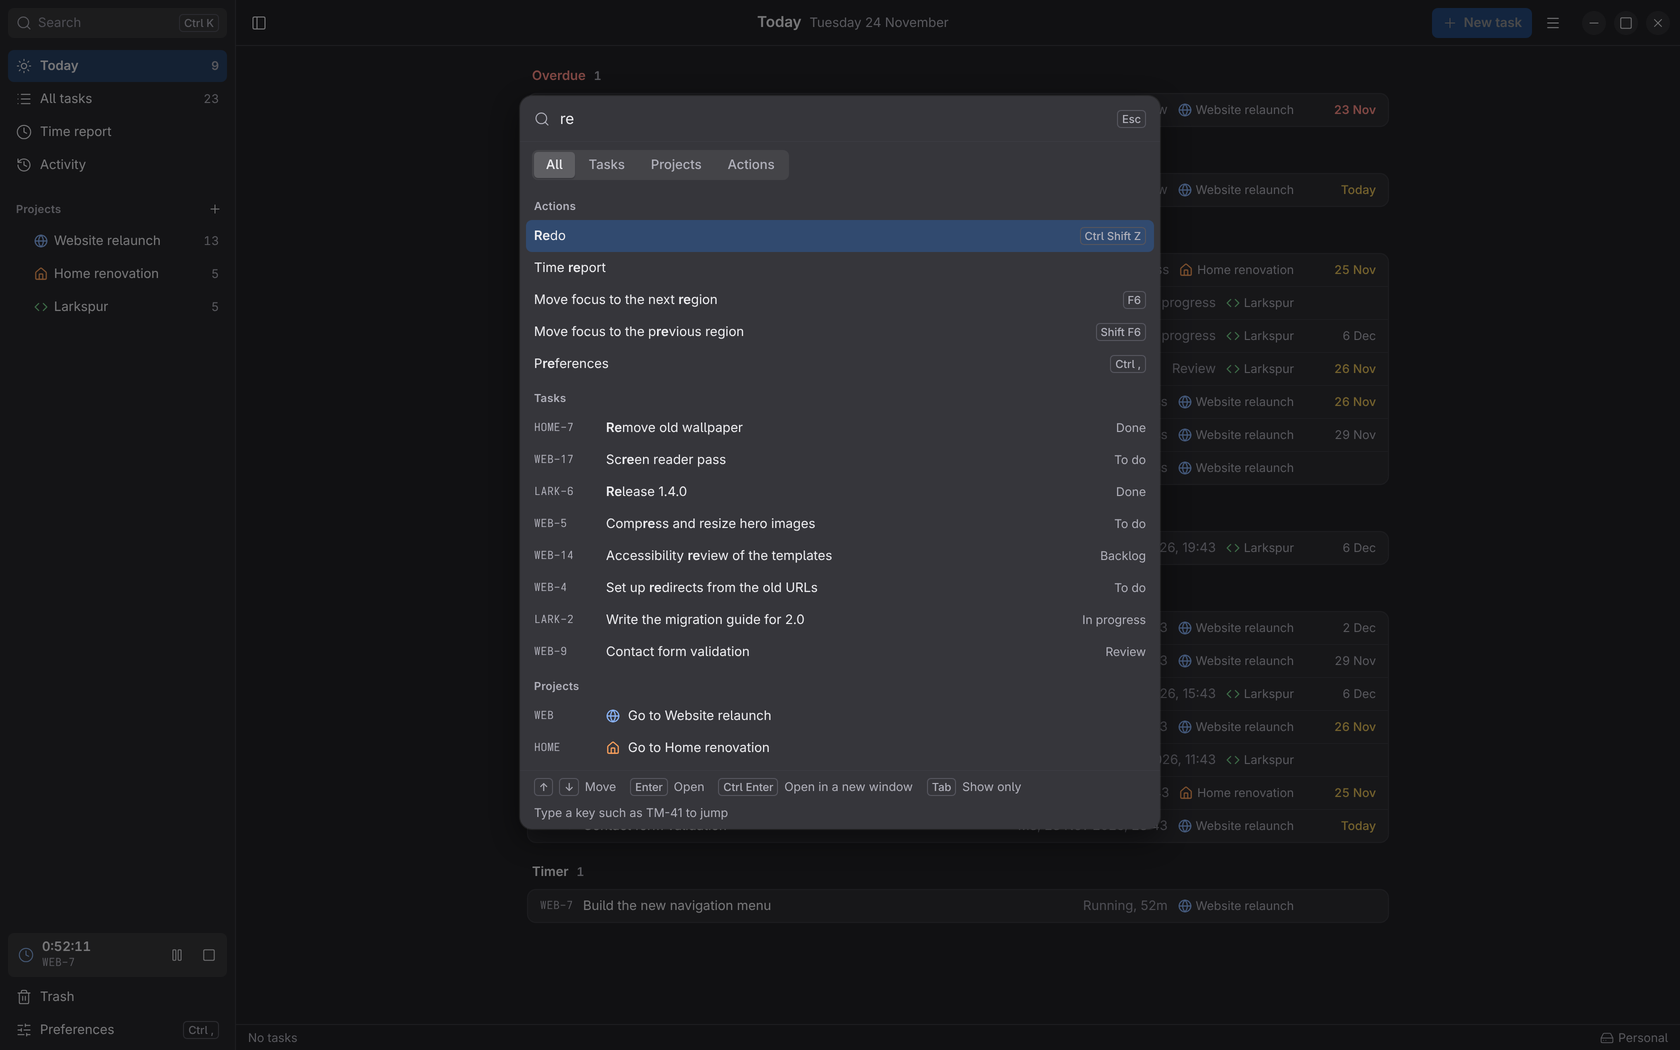 Search Ctrl K
Today 9
All tasks 23
Time report
Activity
Projects
Website relaunch 13
Home renovation 5
Larkspur 5
0:52:11
WEB-7
Trash
Preferences Ctrl ,
Today Tuesday 24 November
New task
Overdue 1
Website relaunch 23 Nov
Website relaunch Today
Home renovation 25 Nov
progress Larkspur
progress Larkspur 6 Dec
Review Larkspur 26 Nov
Website relaunch 26 Nov
Website relaunch 29 Nov
Website relaunch
26, 19:43 Larkspur 6 Dec
Website relaunch 2 Dec
Website relaunch 29 Nov
26, 15:43 Larkspur 6 Dec
Website relaunch 26 Nov
26, 11:43 Larkspur
Home renovation 25 Nov
Website relaunch Today
Timer 1
WEB-7 Build the new navigation menu Running, 52m Website relaunch
No tasks
Personal
re Esc
All Tasks Projects Actions
Actions
Redo Ctrl Shift Z
Time report
Move focus to the next region F6
Move focus to the previous region Shift F6
Preferences Ctrl ,
Tasks
HOME-7 Remove old wallpaper Done
WEB-17 Screen reader pass To do
LARK-6 Release 1.4.0 Done
WEB-5 Compress and resize hero images To do
WEB-14 Accessibility review of the templates Backlog
WEB-4 Set up redirects from the old URLs To do
LARK-2 Write the migration guide for 2.0 In progress
WEB-9 Contact form validation Review
Projects
WEB Go to Website relaunch
HOME Go to Home renovation
↑ ↓ Move Enter Open Ctrl Enter Open in a new window Tab Show only
Type a key such as TM-41 to jump